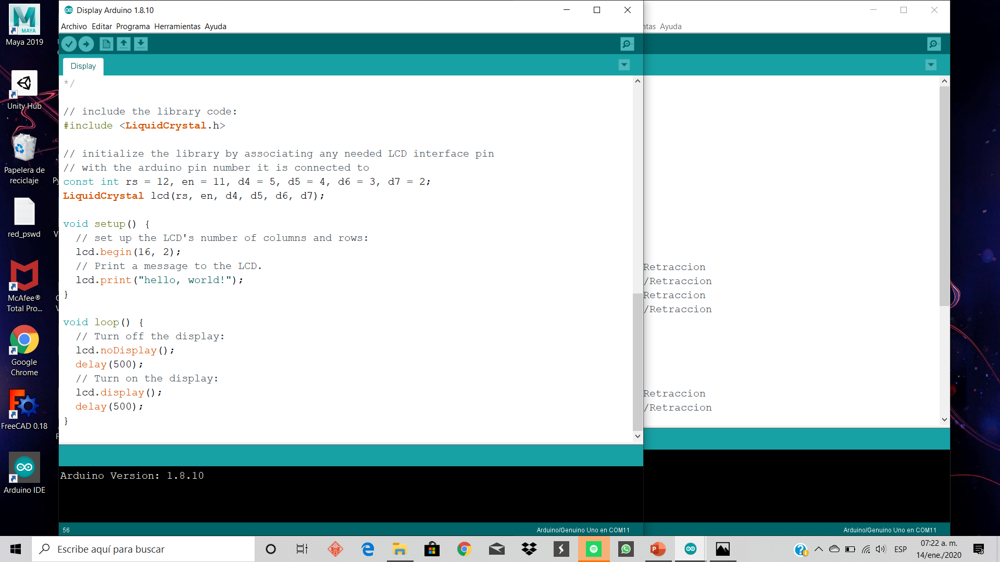 Maya 2019
Unity Hub
Papelera de
reciclaje
red_pswd
McAfee®
Total Pro...
Google
Chrome
FreeCAD 0.18
Arduino IDE
MAYA
Display Arduino 1.8.10
Archivo Editar Programa Herramientas Ayuda
Display
*/
// include the library code:
#include <LiquidCrystal.h>
// initialize the library by associating any needed LCD interface pin
// with the arduino pin number it is connected to
const int rs = 12, en = 11, d4 = 5, d5 = 4, d6 = 3, d7 = 2;
LiquidCrystal lcd(rs, en, d4, d5, d6, d7);
void setup() {
  // set up the LCD's number of columns and rows:
  lcd.begin(16, 2);
  // Print a message to the LCD.
  lcd.print("hello, world!");
}
void loop() {
  // Turn off the display:
  lcd.noDisplay();
  delay(500);
  // Turn on the display:
  lcd.display();
  delay(500);
}
Arduino Version: 1.8.10
56
Arduino/Genuino Uno en COM11
ntas Ayuda
Retraccion
/Retraccion
Retraccion
/Retraccion
Retraccion
/Retraccion
Arduino/Genuino Uno en COM11
Escribe aquí para buscar
ESP
07:22 a. m.
14/ene./2020